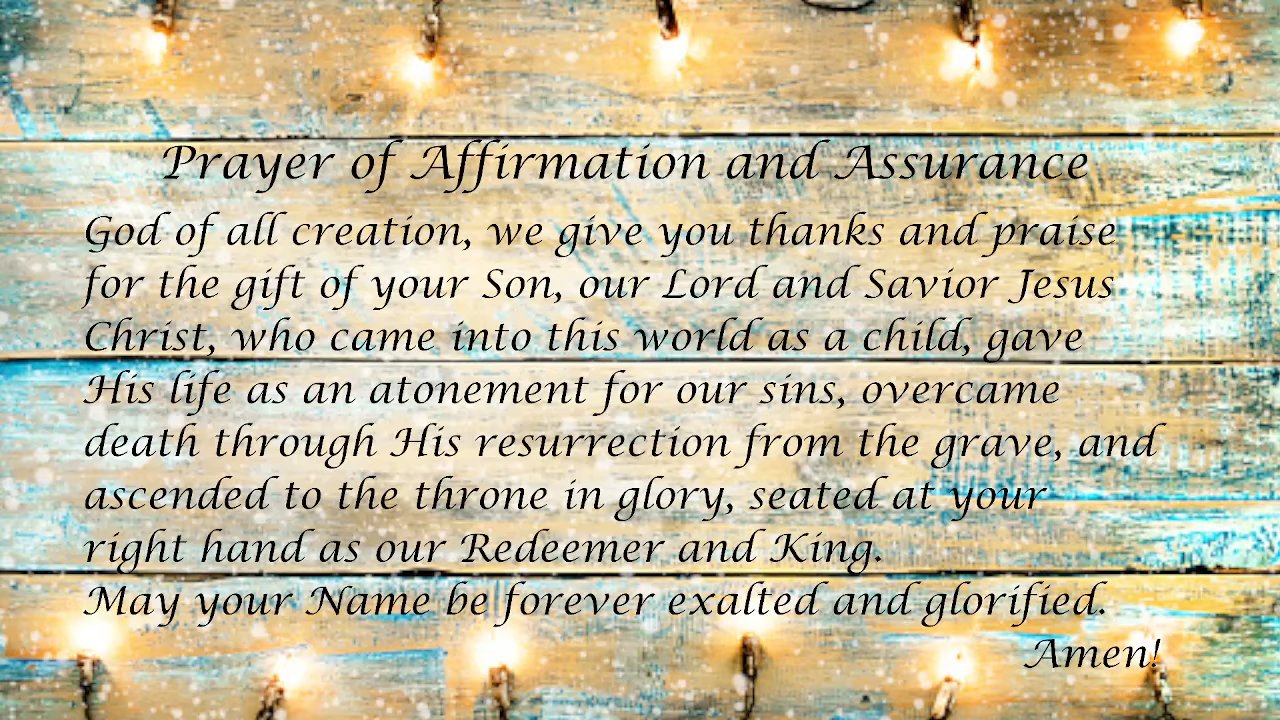 Prayer of Affirmation and Assurance
God of all creation, we give you thanks and praise
for the gift of your Son, our Lord and Savior Jesus
Christ, who came into this world as a child, gave
His life as an atonement for our sins, overcame
death through His resurrection from the grave, and
ascended to the throne in glory, seated at your
right hand as our Redeemer and King.
May your Name be forever exalted and glorified.
Amen!